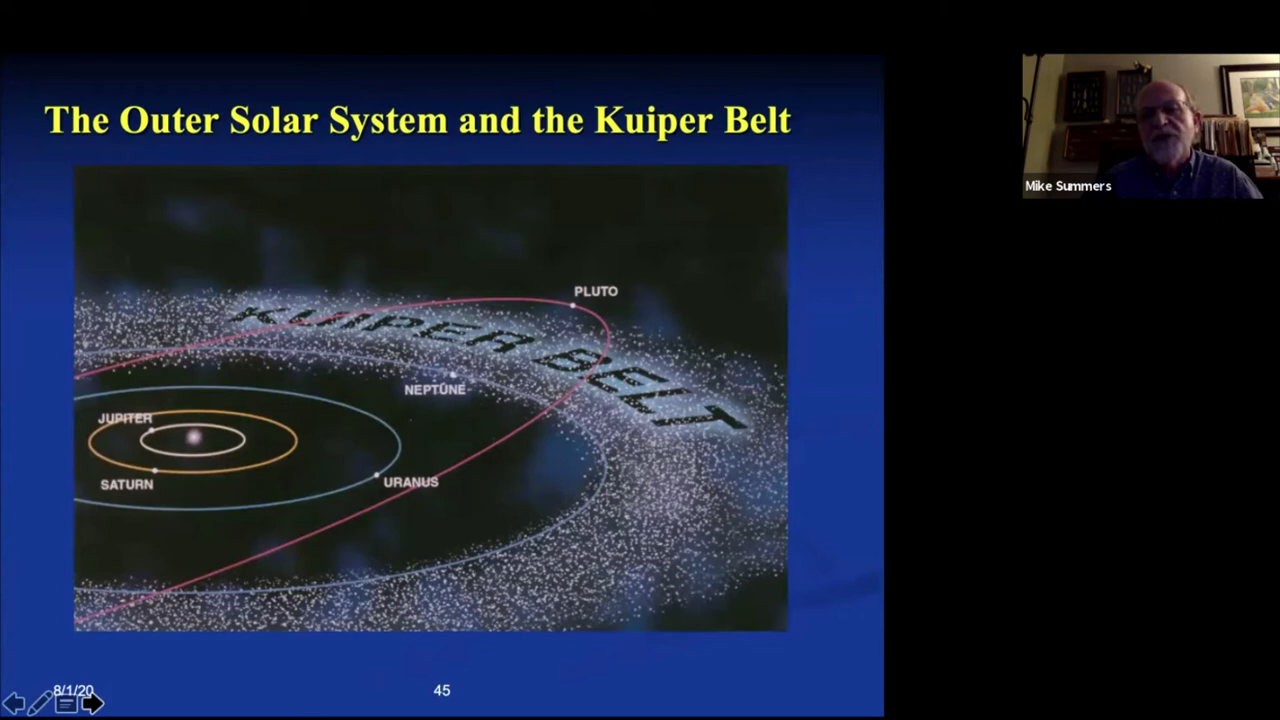 The Outer Solar System and the Kuiper Belt
Mike Summers
PLUTO
KUIPER BELT
NEPTUNE
JUPITER
SATURN
URANUS
8/1/20
45